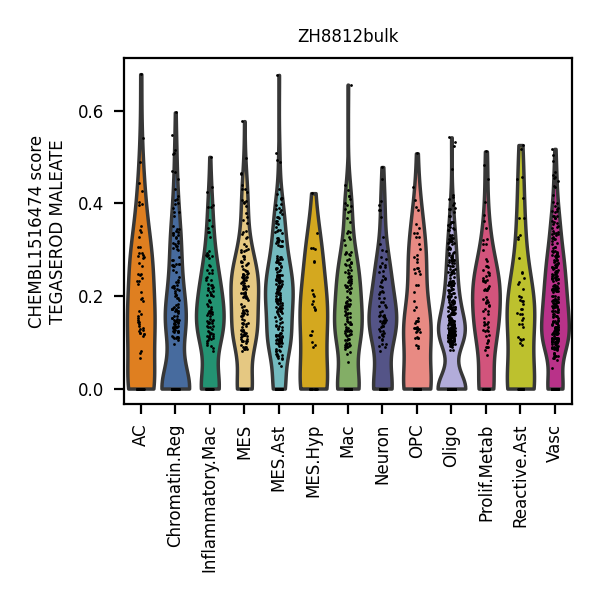 ZH8812bulk
CHEMBL1516474 score
TEGASEROD MALEATE
0.6
0.4
0.2
0.0
AC
Chromatin.Reg
Inflammatory.Mac
MES
MES.Ast
MES.Hyp
Mac
Neuron
OPC
Oligo
Prolif.Metab
Reactive.Ast
Vasc